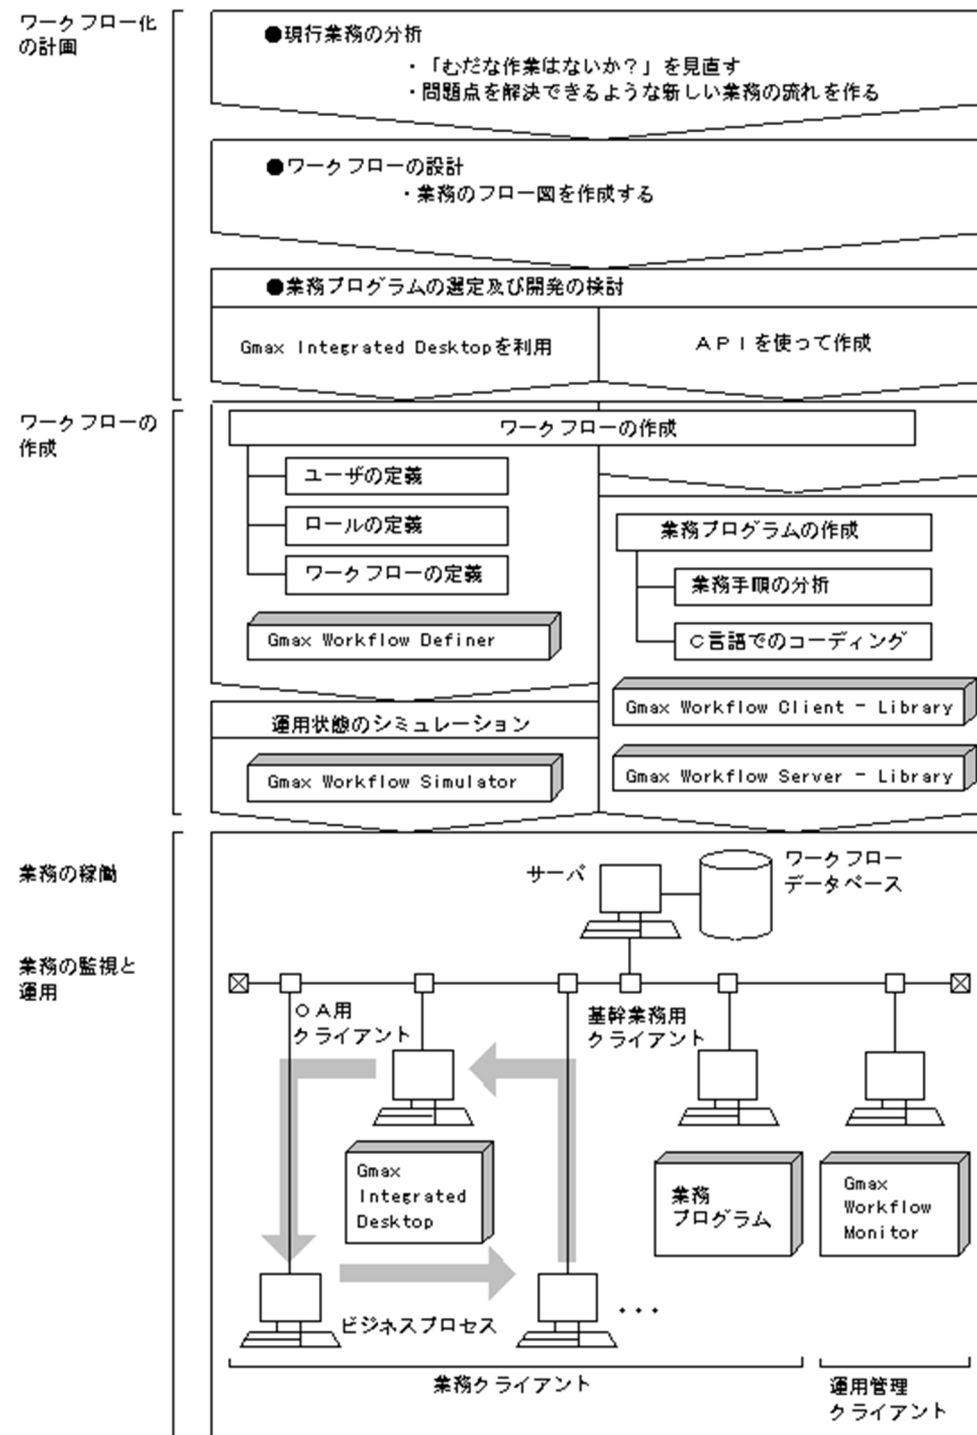 ワークフロー化
の計画
●現行業務の分析
・「むだな作業はないか？」を見直す
・問題点を解決できるような新しい業務の流れを作る
●ワークフローの設計
・業務のフロー図を作成する
●業務プログラムの選定及び開発の検討
Gmax Integrated Desktopを利用
ＡＰＩを使って作成
ワークフローの
作成
ワークフローの作成
ユーザの定義
ロールの定義
ワークフローの定義
Gmax Workflow Definer
業務プログラムの作成
業務手順の分析
Ｃ言語でのコーディング
運用状態のシミュレーション
Gmax Workflow Simulator
Gmax Workflow Client － Library
Gmax Workflow Server － Library
業務の稼働
サーバ
ワークフロー
データベース
業務の監視と
運用
ＯＡ用
クライアント
基幹業務用
クライアント
Gmax
Integrated
Desktop
業務
プログラム
Gmax
Workflow
Monitor
ビジネスプロセス
・・・
業務クライアント
運用管理
クライアント